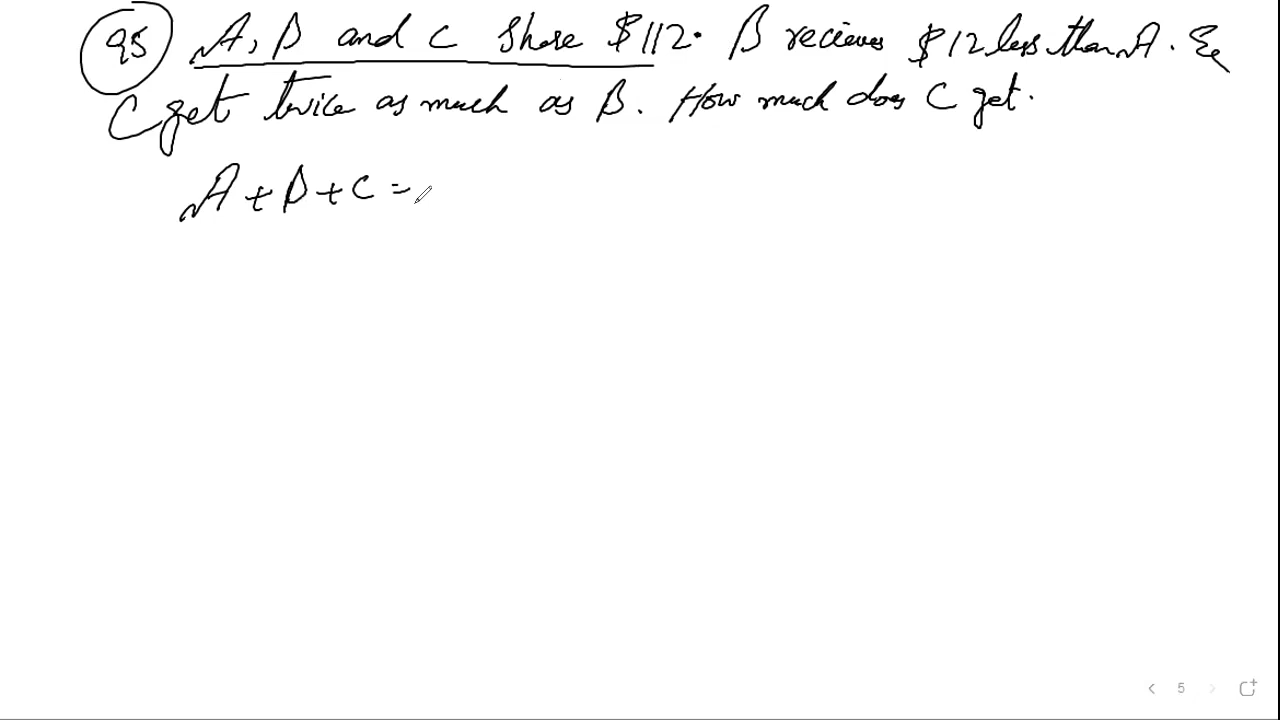 95) A, B and C Share $112. B recieves $12 less than A. &
C get twice as much as B. How much does C get.
A + B + C =
5